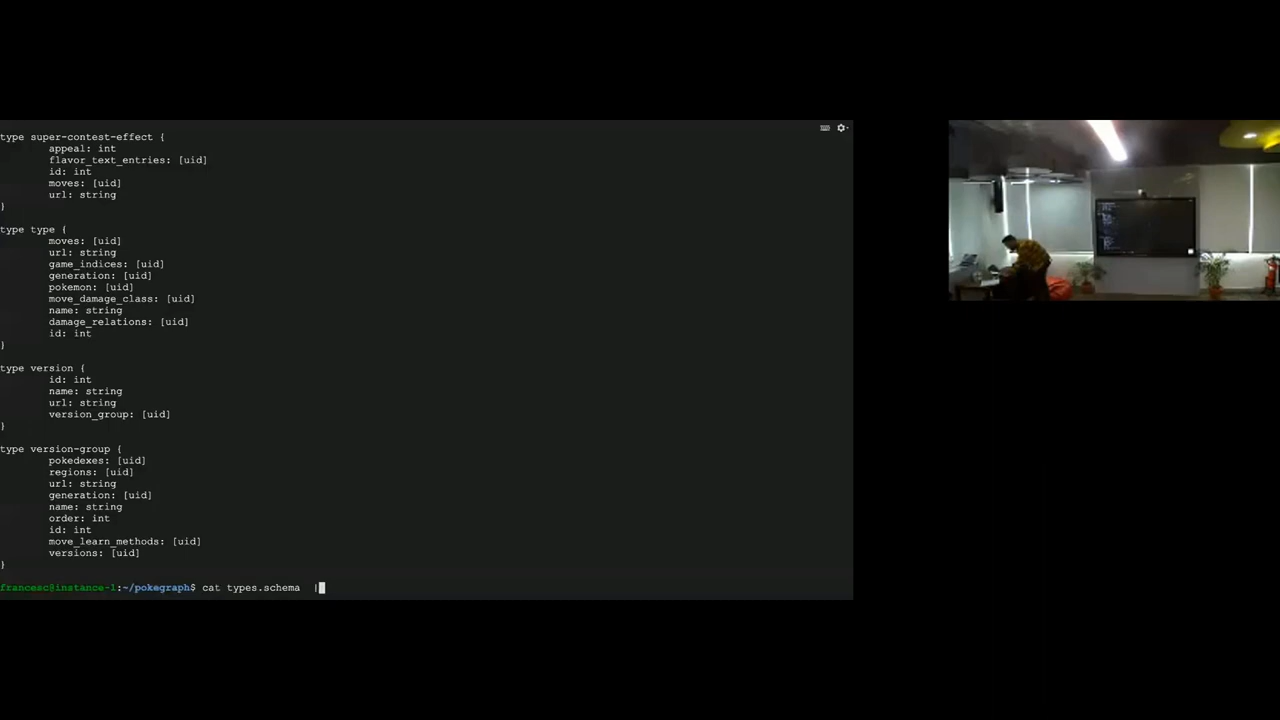 type super-contest-effect {
appeal: int
flavor_text_entries: [uid]
id: int
moves: [uid]
url: string
}
type type {
moves: [uid]
url: string
game_indices: [uid]
generation: [uid]
pokemon: [uid]
move_damage_class: [uid]
name: string
damage_relations: [uid]
id: int
}
type version {
id: int
name: string
url: string
version_group: [uid]
}
type version-group {
pokedexes: [uid]
regions: [uid]
url: string
generation: [uid]
name: string
order: int
id: int
move_learn_methods: [uid]
versions: [uid]
}
francesc@instance-1:~/pokegraph$ cat types.schema  |